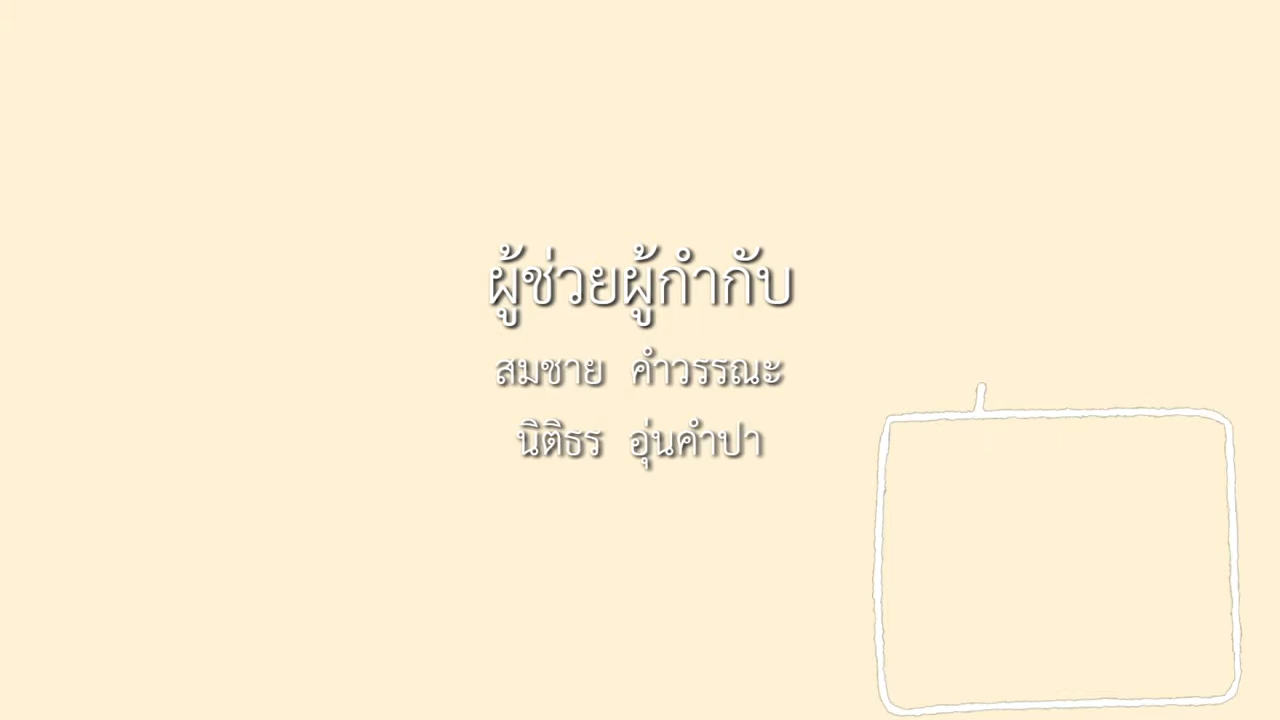 ผู้ช่วยผู้กำกับ
สมชาย คำวรรณะ
นิติธร อุ่นคำปา